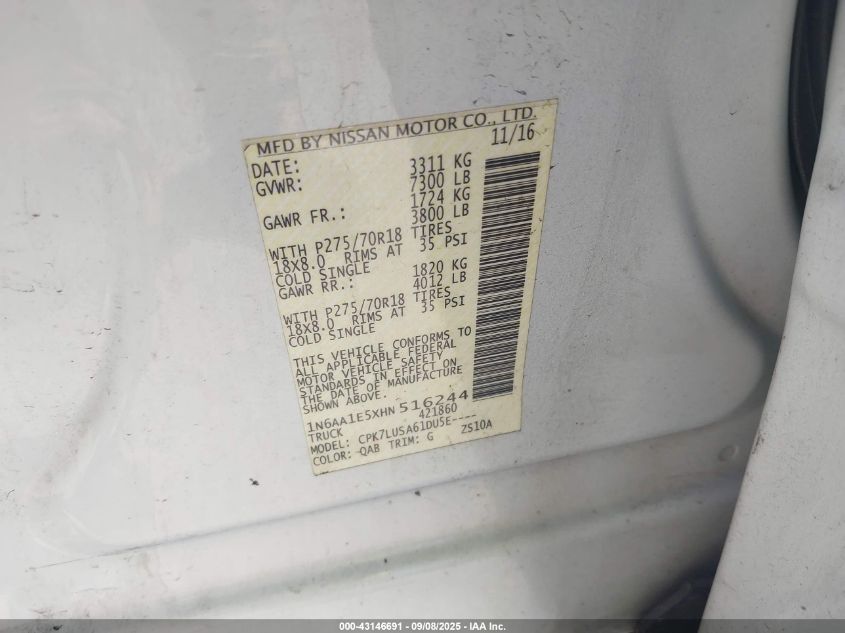 MFD BY NISSAN MOTOR CO., LTD.
DATE: 11/16
GVWR: 3311 KG
7300 LB
GAWR FR.: 1724 KG
3800 LB
WITH P275/70R18 TIRES
18X8.0 RIMS AT 35 PSI
COLD SINGLE
GAWR RR.: 1820 KG
4012 LB
WITH P275/70R18 TIRES
18X8.0 RIMS AT 35 PSI
COLD SINGLE
THIS VEHICLE CONFORMS TO
ALL APPLICABLE FEDERAL
MOTOR VEHICLE SAFETY
STANDARDS IN EFFECT ON
THE DATE OF MANUFACTURE
SHOWN ABOVE.
1N6AA1E5XHN516244
TRUCK 421860
MODEL: CPK7LUSA61DU5E----
COLOR: QAB TRIM: G ZS10A
000-43146691 - 09/08/2025 - IAA Inc.